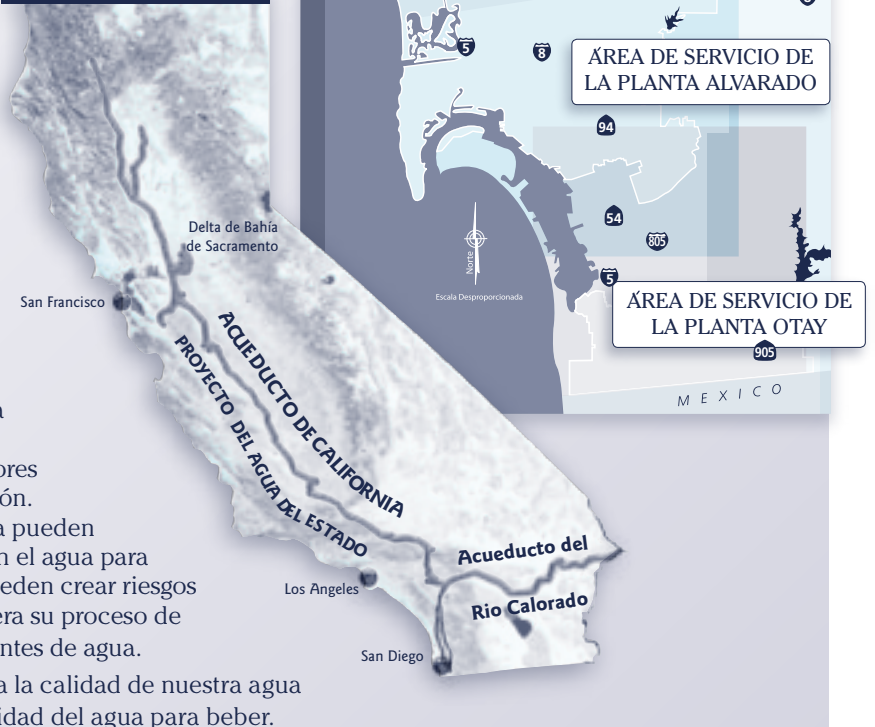 5
8
ÁREA DE SERVICIO DE
LA PLANTA ALVARADO
94
54
805
5
Norte
Escala Desproporcionada
ÁREA DE SERVICIO DE
LA PLANTA OTAY
905
MEXICO
Delta de Bahía
de Sacramento
San Francisco
ACUEDUCTO DE CALIFORNIA
PROYECTO DEL AGUA DEL ESTADO
Acueducto del
Rio Calorado
Los Angeles
San Diego
a
ores
ón.
a pueden
n el agua para
eden crear riesgos
era su proceso de
ntes de agua.
a la calidad de nuestra agua
idad del agua para beber.